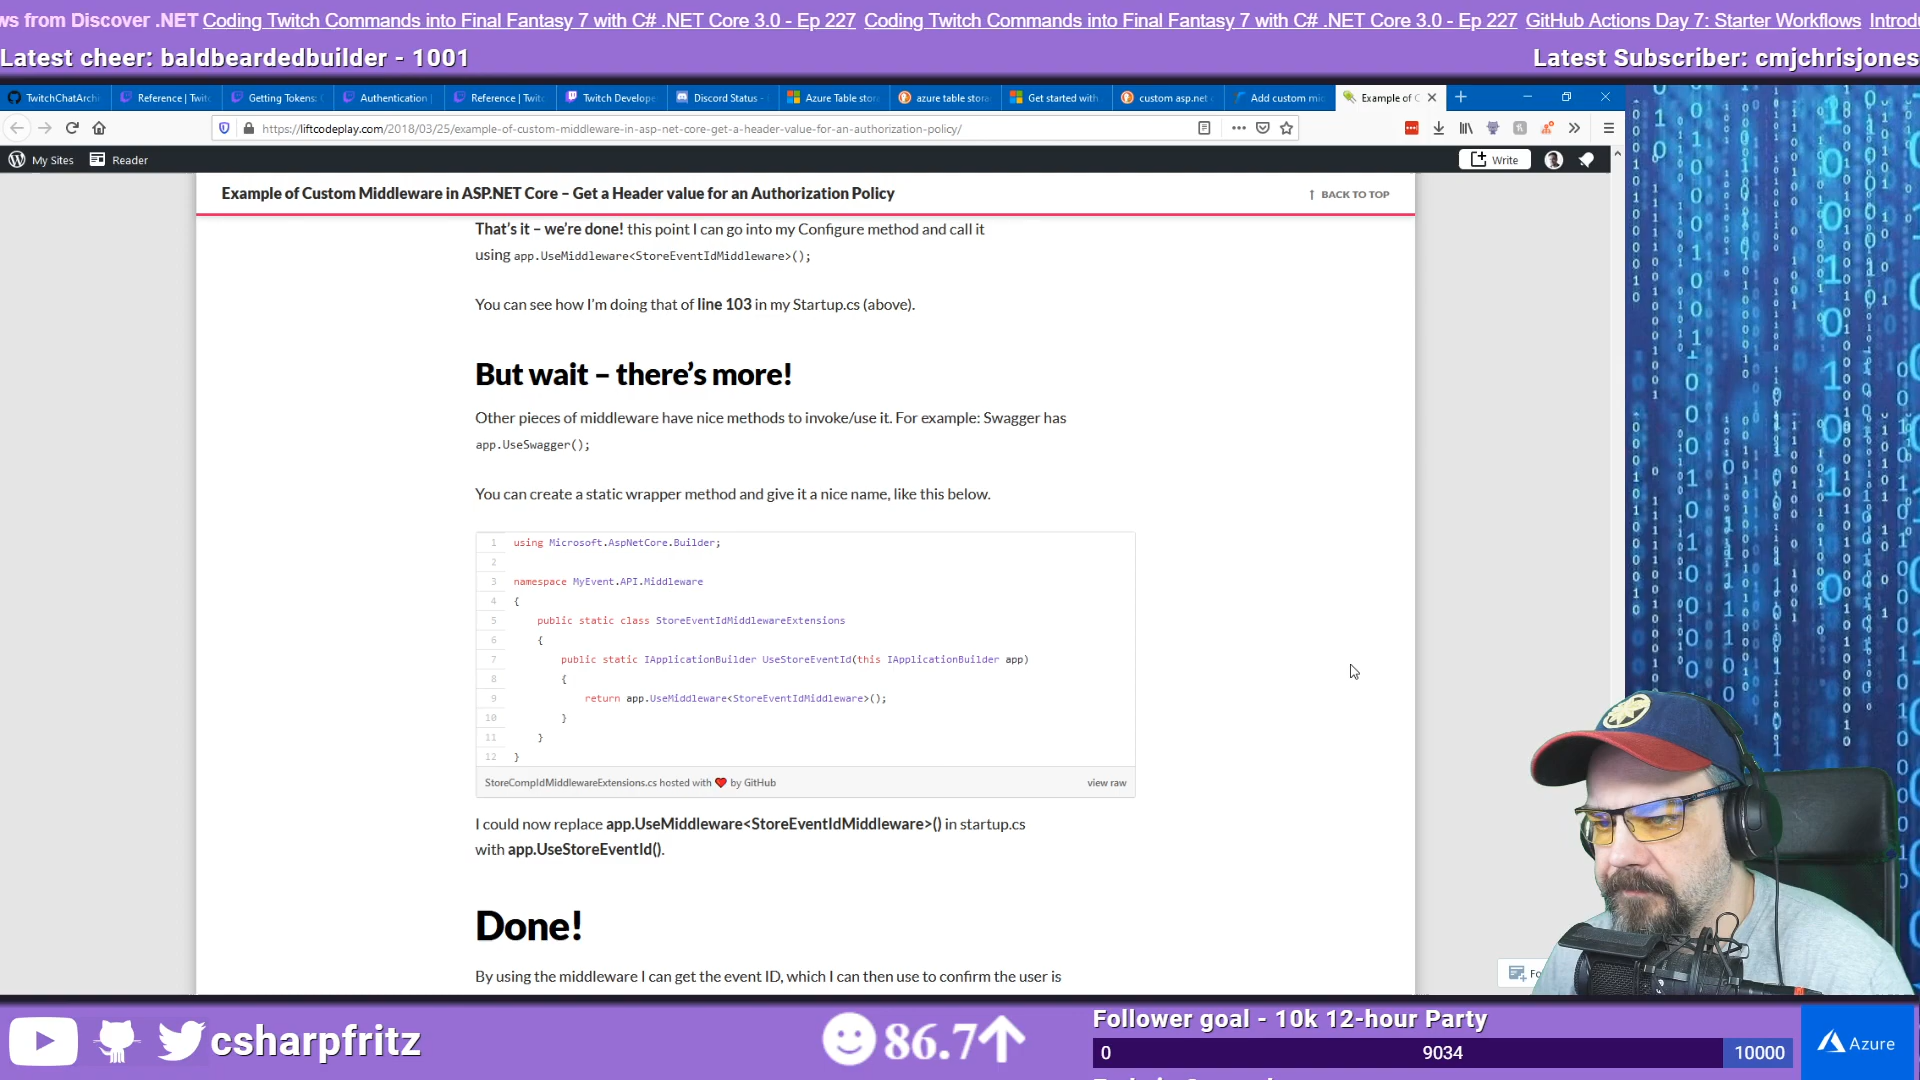 ws from Discover .NET Coding Twitch Commands into Final Fantasy 7 with C# .NET Core 3.0 - Ep 227 Coding Twitch Commands into Final Fantasy 7 with C# .NET Core 3.0 - Ep 227 GitHub Actions Day 7: Starter Workflows Introdu
Latest cheer: baldbeardedbuilder - 1001
Latest Subscriber: cmjchrisjones
TwitchChatArchi Reference | Twitc Getting Tokens: Authentication | Reference | Twitc Twitch Develope Discord Status - Azure Table stora azure table stora Get started with custom asp.net Add custom mi Example of C
https://liftcodeplay.com/2018/03/25/example-of-custom-middleware-in-asp-net-core-get-a-header-value-for-an-authorization-policy/
My Sites Reader Write
Example of Custom Middleware in ASP.NET Core – Get a Header value for an Authorization Policy
BACK TO TOP
That's it – we're done! this point I can go into my Configure method and call it
using app.UseMiddleware<StoreEventIdMiddleware>();
You can see how I'm doing that of line 103 in my Startup.cs (above).
But wait – there's more!
Other pieces of middleware have nice methods to invoke/use it. For example: Swagger has
app.UseSwagger();
You can create a static wrapper method and give it a nice name, like this below.
1 using Microsoft.AspNetCore.Builder;
2
3 namespace MyEvent.API.Middleware
4 {
5 public static class StoreEventIdMiddlewareExtensions
6 {
7 public static IApplicationBuilder UseStoreEventId(this IApplicationBuilder app)
8 {
9 return app.UseMiddleware<StoreEventIdMiddleware>();
10 }
11 }
12 }
StoreCompIdMiddlewareExtensions.cs hosted with ❤ by GitHub
view raw
I could now replace app.UseMiddleware<StoreEventIdMiddleware>() in startup.cs
with app.UseStoreEventId().
Done!
By using the middleware I can get the event ID, which I can then use to confirm the user is
Fo
csharpfritz
86.7
Follower goal - 10k 12-hour Party
0 9034 10000
Azure